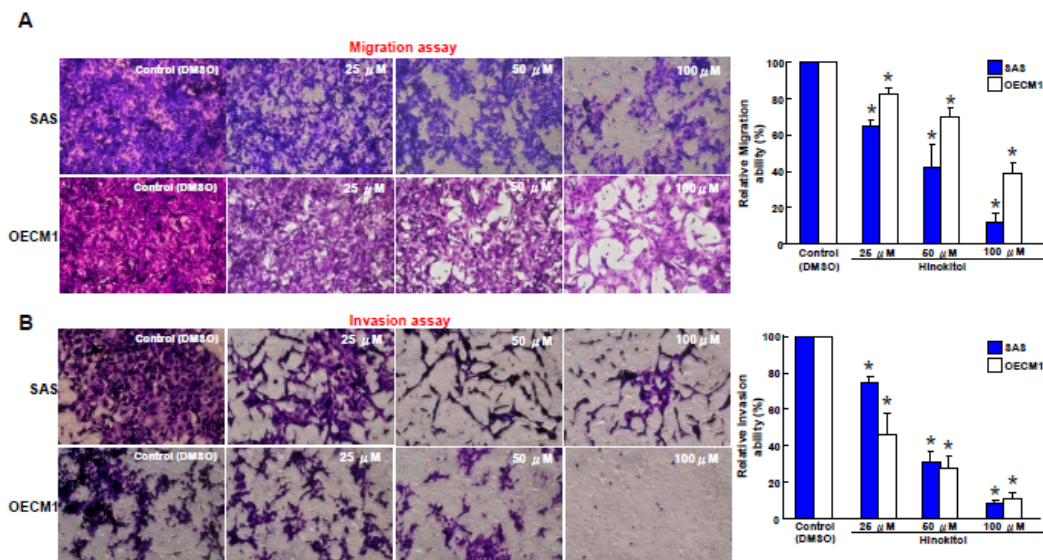 A
Migration assay
SAS
Control (DMSO)
25 μM
50 μM
100 μM
OECM1
Control (DMSO)
25 μM
50 μM
100 μM
Relative Migration
ability (%)
100
80
60
40
20
0
SAS
OECM1
*
*
*
*
*
*
Control
(DMSO)
25 μM
50 μM
100 μM
Hinokitol
B
Invasion assay
SAS
Control (DMSO)
25 μM
50 μM
100 μM
OECM1
Control (DMSO)
25 μM
50 μM
100 μM
Relative Invasion
ability (%)
100
80
60
40
20
0
SAS
OECM1
*
*
*
*
*
*
Control
(DMSO)
25 μM
50 μM
100 μM
Hinokitol